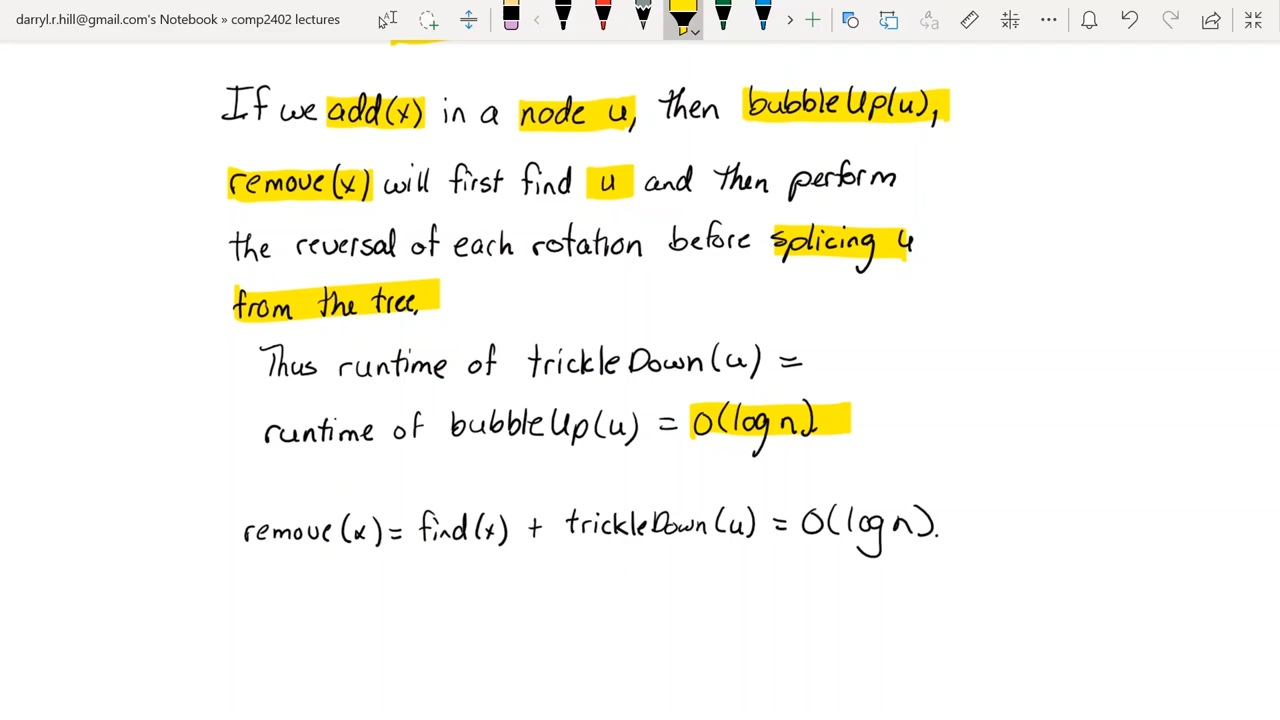 darryl.r.hill@gmail.com's Notebook » comp2402 lectures
If we add(x) in a node u, then bubbleUp(u),
remove(x) will first find u and then perform
the reversal of each rotation before splicing u
from the tree.
Thus runtime of trickleDown(u) =
runtime of bubbleUp(u) = O(log n).
remove(x) = find(x) + trickleDown(u) = O(log n).